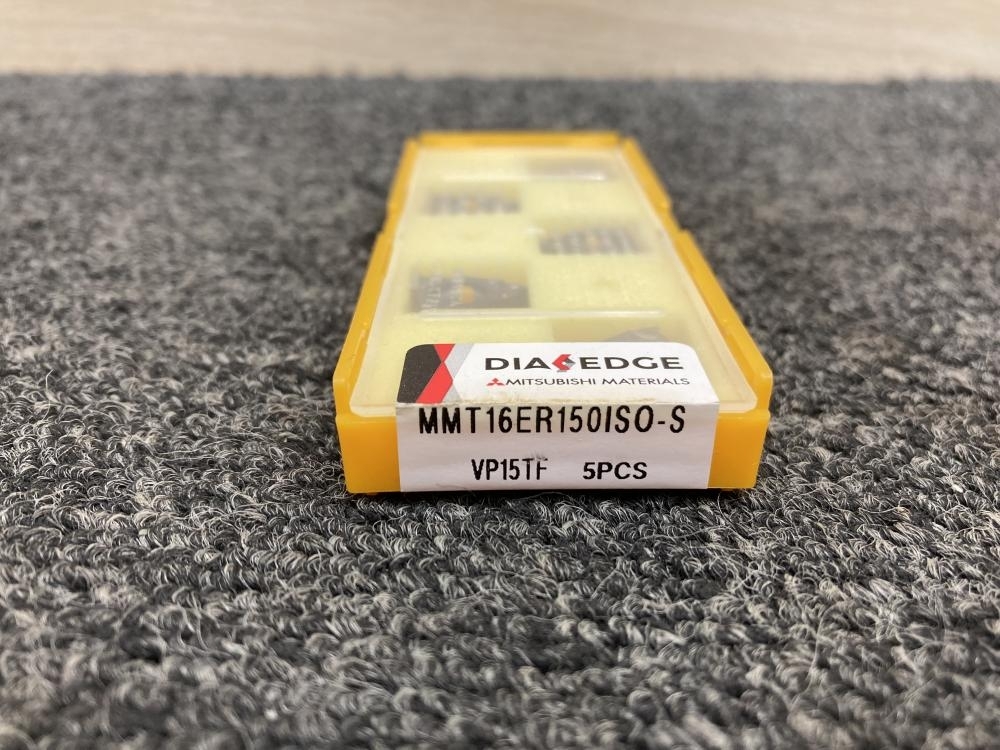 DIAEDGE
MITSUBISHI MATERIALS
MMT16ER150ISO-S
VP15TF 5PCS